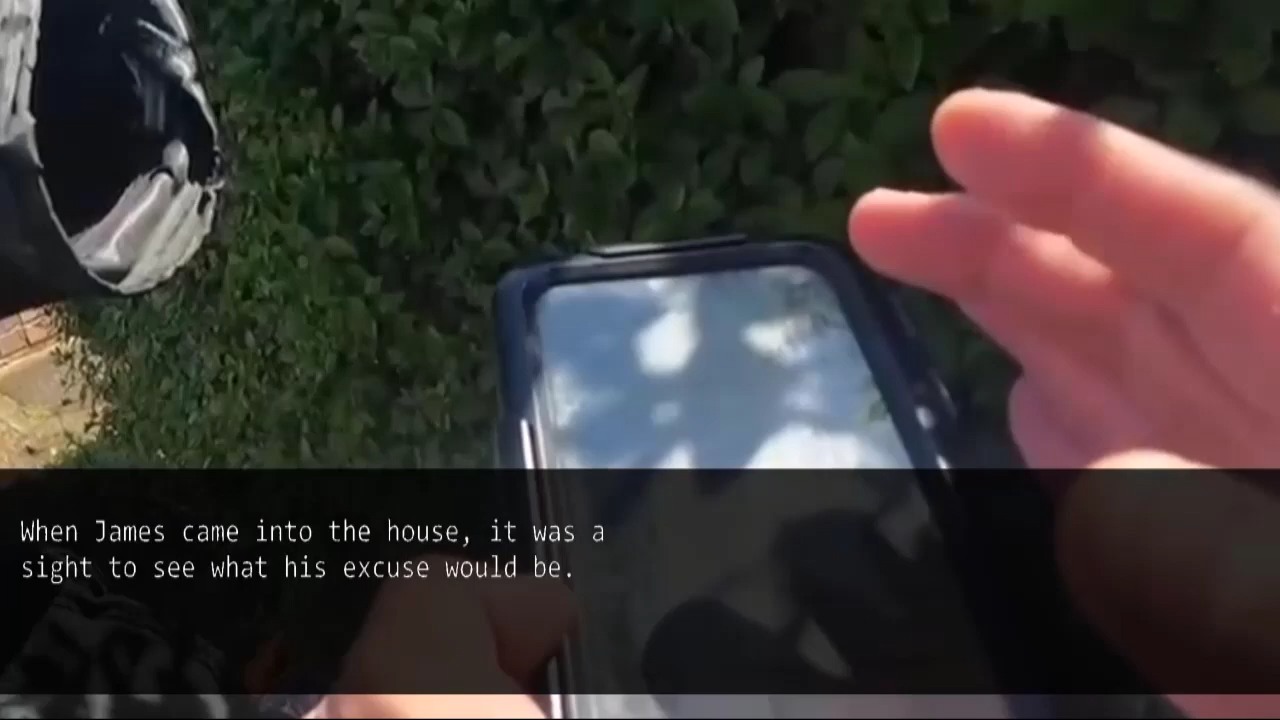 When James came into the house, it was a
sight to see what his excuse would be.